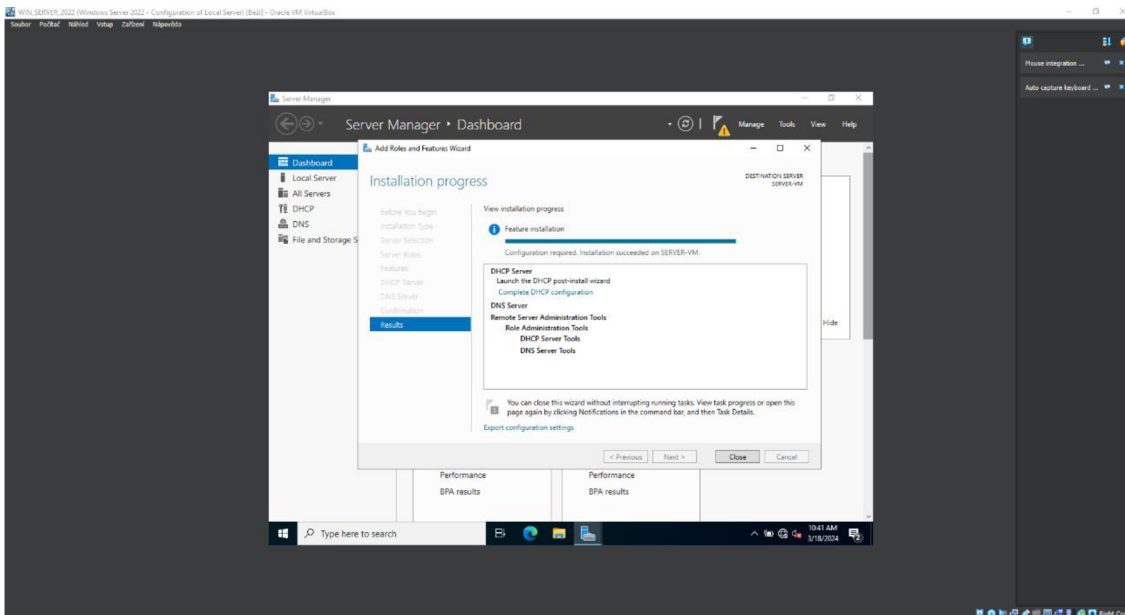 WIN_SERVER_2022 (Windows Server 2022 - Configuration of Local Server) [Běží] - Oracle VM VirtualBox
Soubor Počítač Náhled Vstup Zařízení Nápověda
Mouse integration ...
Auto capture keyboard ...
Server Manager
Server Manager Dashboard
Manage Tools View Help
Dashboard
Local Server
All Servers
DHCP
DNS
File and Storage S
Add Roles and Features Wizard
Installation progress
DESTINATION SERVER
SERVER-VM
Before You Begin
Installation Type
Server Selection
Server Roles
Features
DHCP Server
DNS Server
Confirmation
Results
View installation progress
Feature installation
Configuration required. Installation succeeded on SERVER-VM.
DHCP Server
Launch the DHCP post-install wizard
Complete DHCP configuration
DNS Server
Remote Server Administration Tools
Role Administration Tools
DHCP Server Tools
DNS Server Tools
You can close this wizard without interrupting running tasks. View task progress or open this
page again by clicking Notifications in the command bar, and then Task Details.
Export configuration settings
< Previous Next > Close Cancel
Hide
Performance Performance
BPA results BPA results
Type here to search
10:41 AM
3/18/2024
2
Right Co